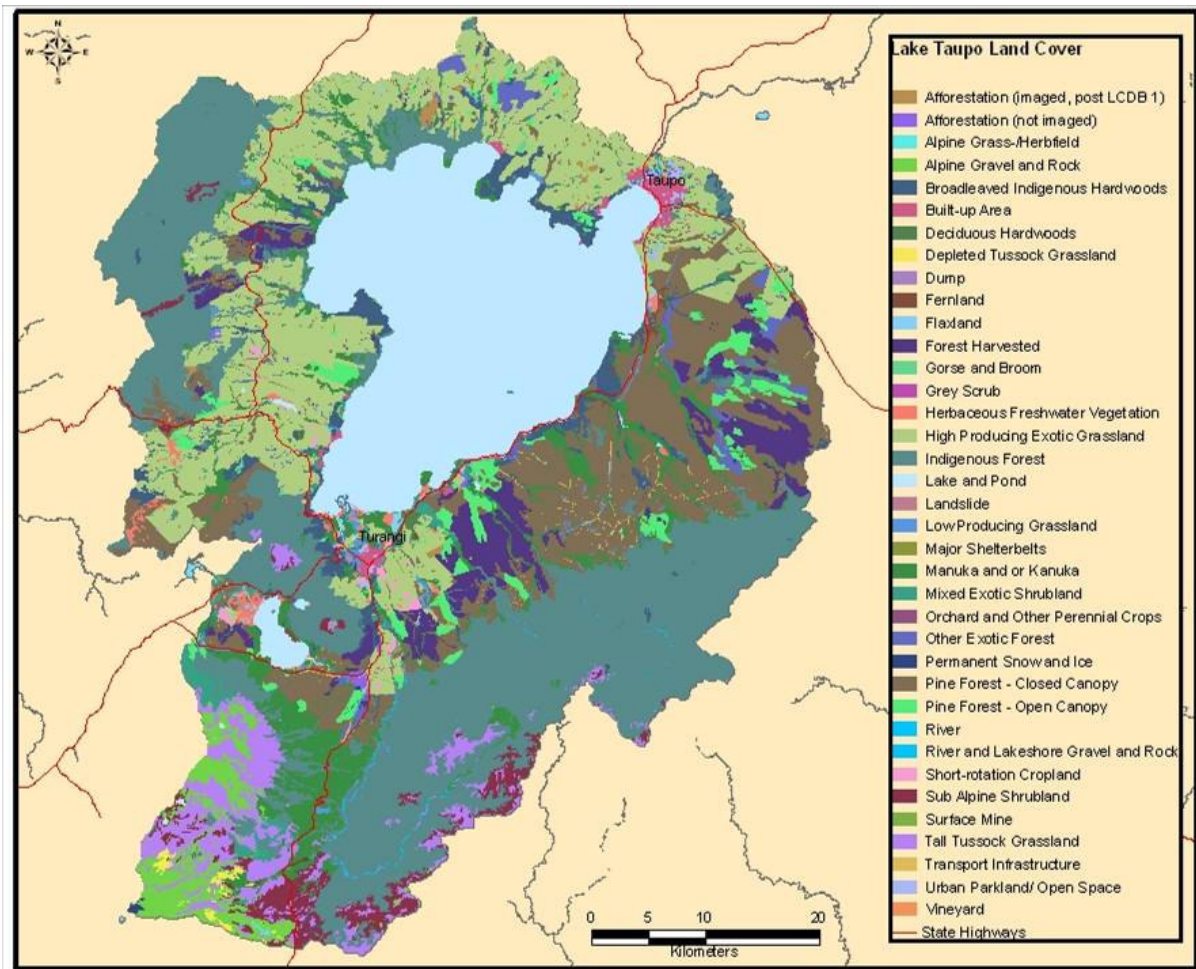 N
W E
S
Lake Taupo Land Cover
Afforestation (imaged, post LCDB 1)
Afforestation (not imaged)
Alpine Grass-/Herbfield
Alpine Gravel and Rock
Broadleaved Indigenous Hardwoods
Built-up Area
Deciduous Hardwoods
Depleted Tussock Grassland
Dump
Fernland
Flaxland
Forest Harvested
Gorse and Broom
Grey Scrub
Herbaceous Freshwater Vegetation
High Producing Exotic Grassland
Indigenous Forest
Lake and Pond
Landslide
Low Producing Grassland
Major Shelterbelts
Manuka and or Kanuka
Mixed Exotic Shrubland
Orchard and Other Perennial Crops
Other Exotic Forest
Permanent Snow and Ice
Pine Forest - Closed Canopy
Pine Forest - Open Canopy
River
River and Lakeshore Gravel and Rock
Short-rotation Cropland
Sub Alpine Shrubland
Surface Mine
Tall Tussock Grassland
Transport Infrastructure
Urban Parkland/ Open Space
Vineyard
State Highways
Taupo
Turangi
0 5 10 20
Kilometers